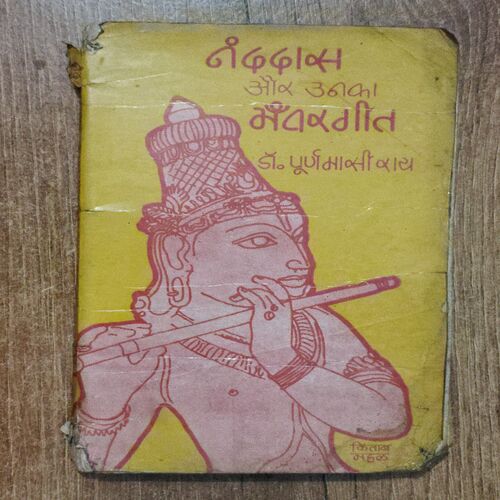 नंददास
और उनका
भँवरगीत
डॉ॰ पूर्णमासी राय
किताब
महल